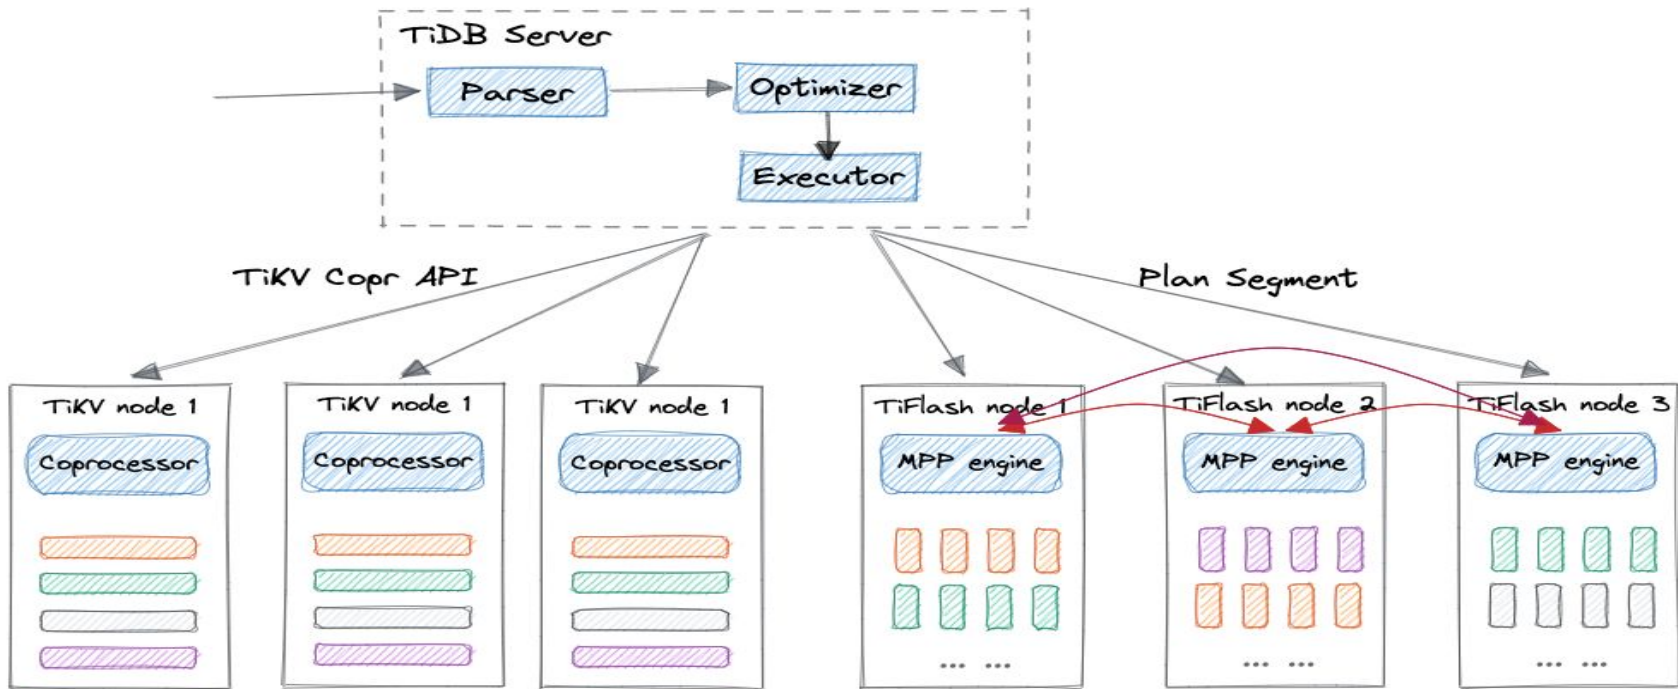 TiDB Server
Parser
Optimizer
Executor
TiKV Copr API
Plan Segment
TiKV node 1
TiKV node 1
TiKV node 1
TiFlash node 1
TiFlash node 2
TiFlash node 3
Coprocessor
Coprocessor
Coprocessor
MPP engine
MPP engine
MPP engine
... ...
... ...
... ...